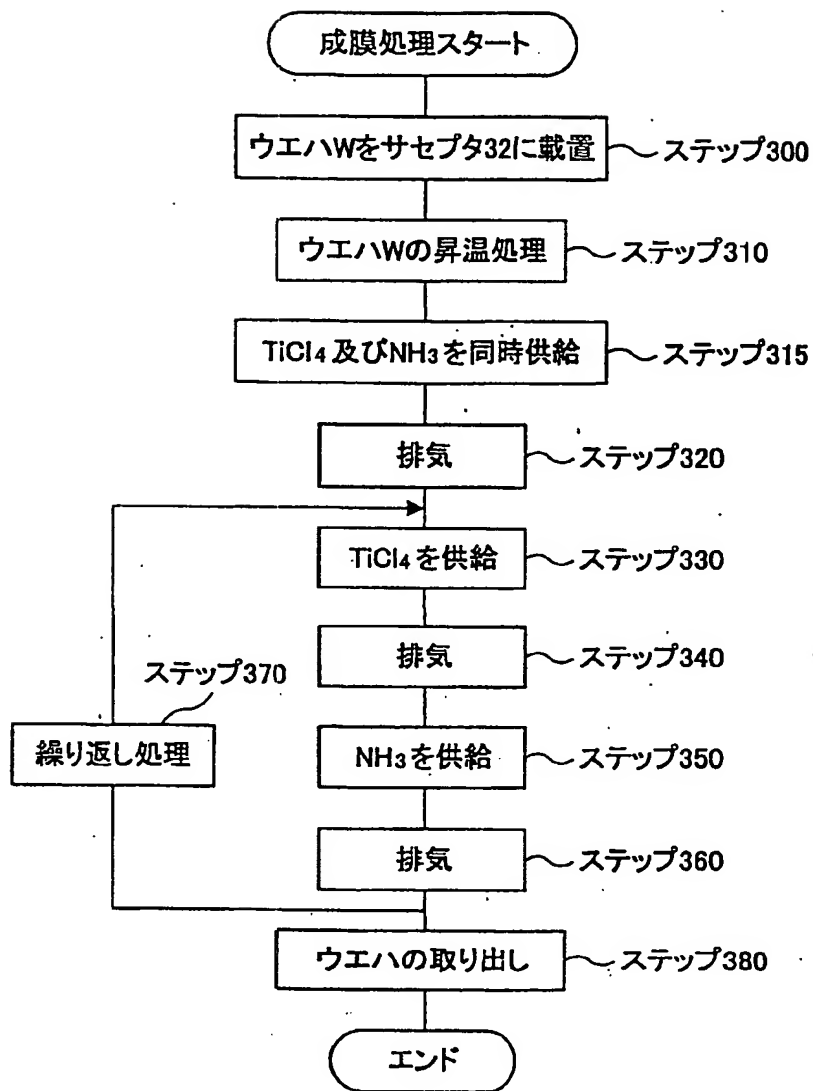 成膜処理スタート
ウエハWをサセプタ32に載置 ステップ300
ウエハWの昇温処理 ステップ310
TiCl₄及びNH₃を同時供給 ステップ315
排気 ステップ320
TiCl₄を供給 ステップ330
排気 ステップ340
ステップ370
繰り返し処理
NH₃を供給 ステップ350
排気 ステップ360
ウエハの取り出し ステップ380
エンド